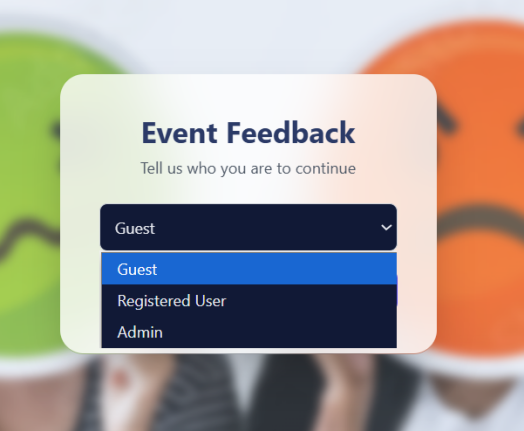 Event Feedback
Tell us who you are to continue
Guest
Guest
Registered User
Admin